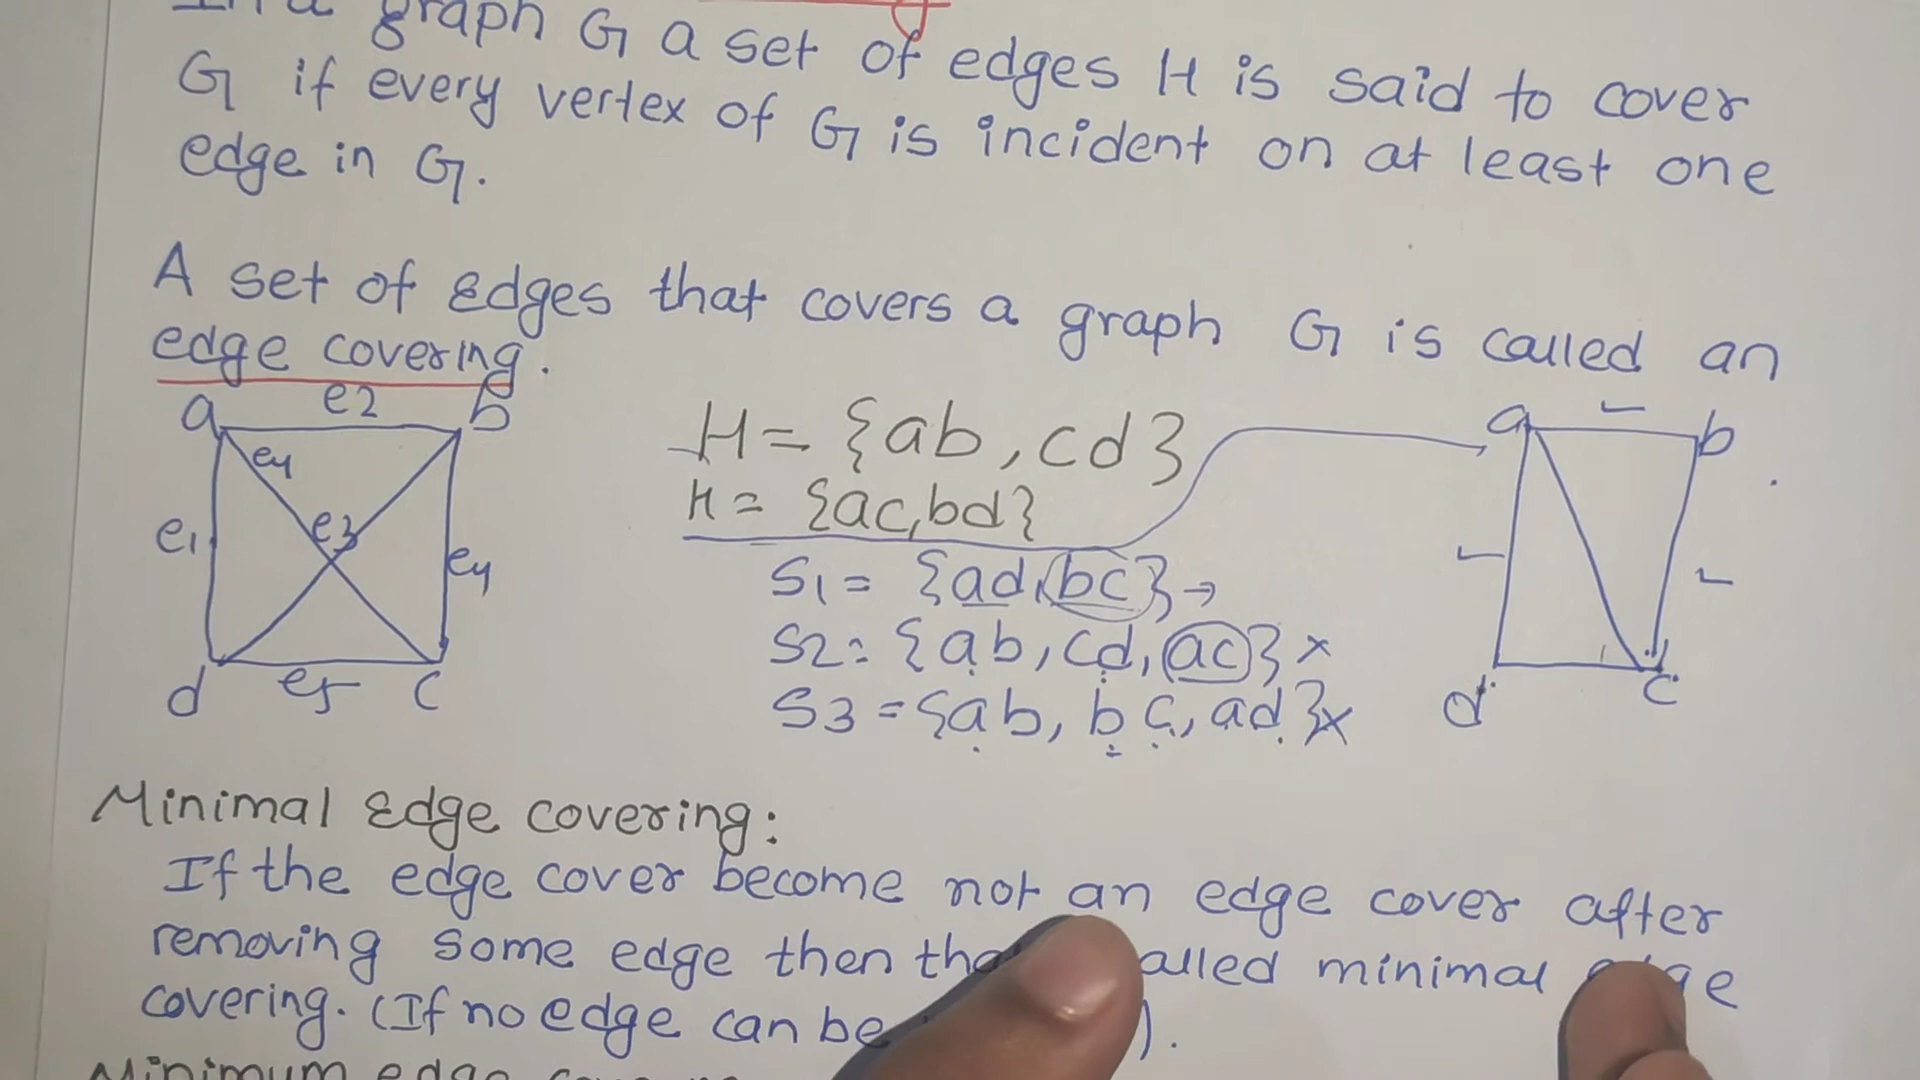 In a graph G a set of edges H is said to cover
G if every vertex of G is incident on at least one
edge in G.
A set of Edges that covers a graph G is called an
edge covering.
a e2 b
e4
e1 e3 e4
d e5 c
H = {ab, cd}
H = {ac, bd}
S1 = {ad, bc} →
S2 = {ab, cd, ac} x
S3 = {ab, bc, ad} x
a b
d c
Minimal Edge covering:
If the edge cover become not an edge cover after
removing some edge then alled minimal
covering. (If no edge can be ).
Minimum edge